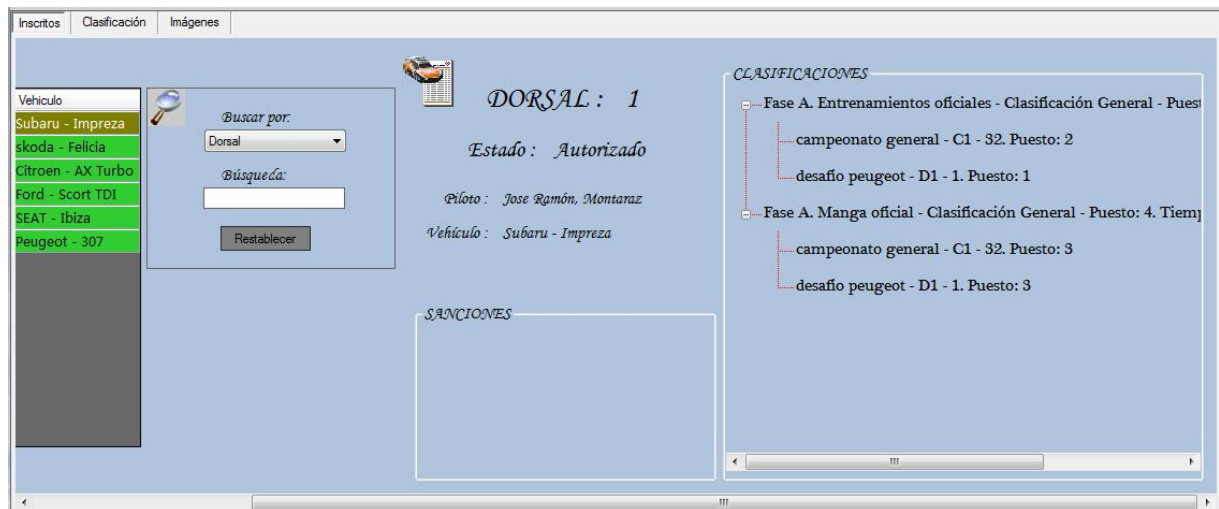 Inscritos Clasificación Imágenes
Vehiculo
Subaru - Impreza
skoda - Felicia
Citroen - AX Turbo
Ford - Scort TDI
SEAT - Ibiza
Peugeot - 307
Buscar por:
Dorsal
Búsqueda:
Restablecer
DORSAL : 1
Estado : Autorizado
Piloto : Jose Ramón, Montaraz
Vehículo : Subaru - Impreza
SANCIONES
CLASIFICACIONES
Fase A. Entrenamientos oficiales - Clasificación General - Puest
campeonato general - C1 - 32. Puesto: 2
desafío peugeot - D1 - 1. Puesto: 1
Fase A. Manga oficial - Clasificación General - Puesto: 4. Tiem
campeonato general - C1 - 32. Puesto: 3
desafío peugeot - D1 - 1. Puesto: 3